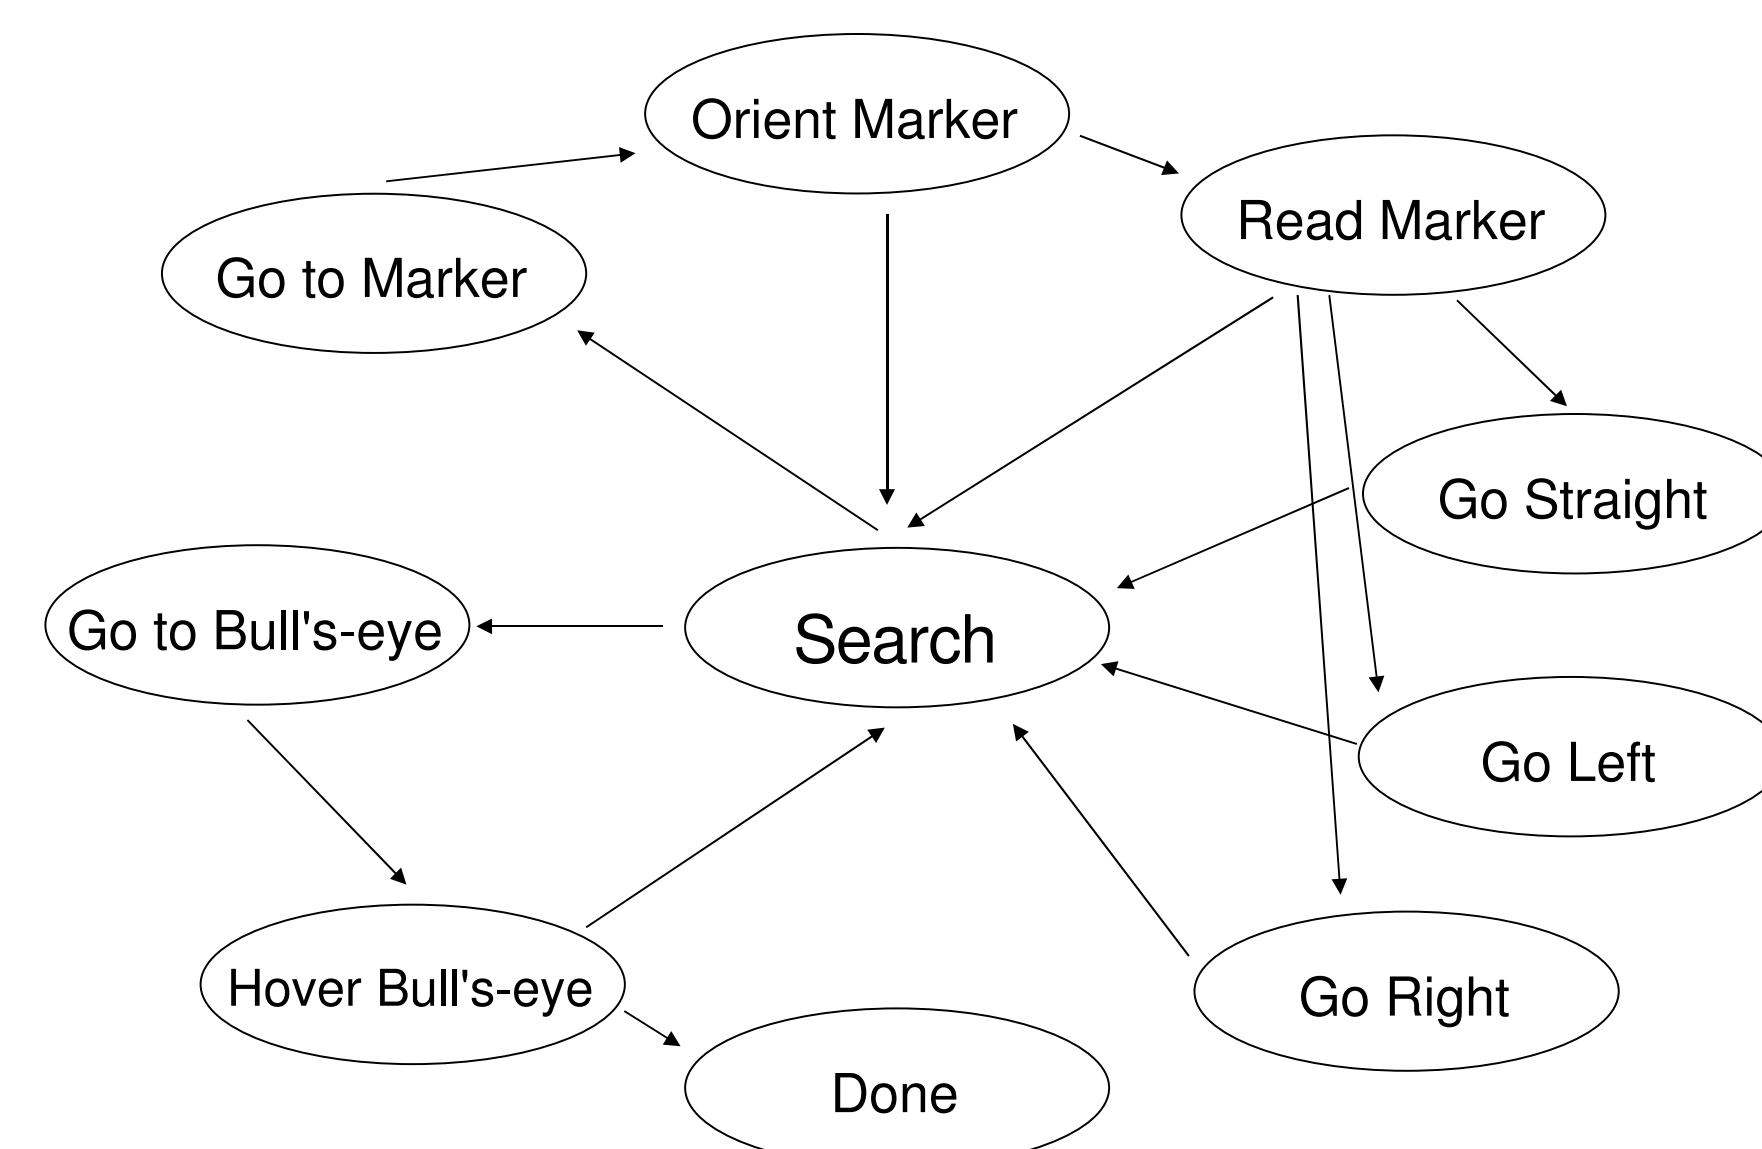 Orient Marker
Read Marker
Go to Marker
Go Straight
Go to Bull's-eye
Search
Go Left
Hover Bull's-eye
Go Right
Done